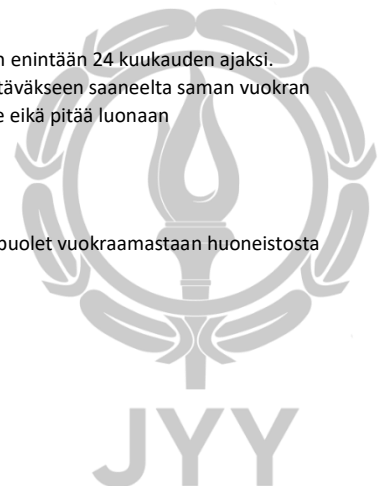 n enintään 24 kuukauden ajaksi.
täväkseen saaneelta saman vuokran
e eikä pitää luonaan
puolet vuokraamastaan huoneistosta
JYY